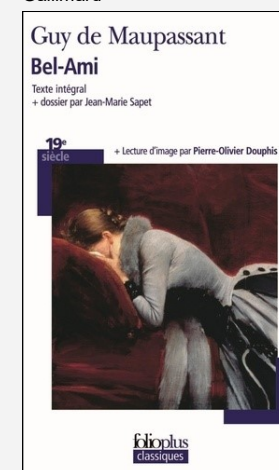 Guy de Maupassant
Bel-Ami
Texte intégral
+ dossier par Jean-Marie Sapet
19e
siècle
+ Lecture d'image par Pierre-Olivier Douphis
folioplus
classiques